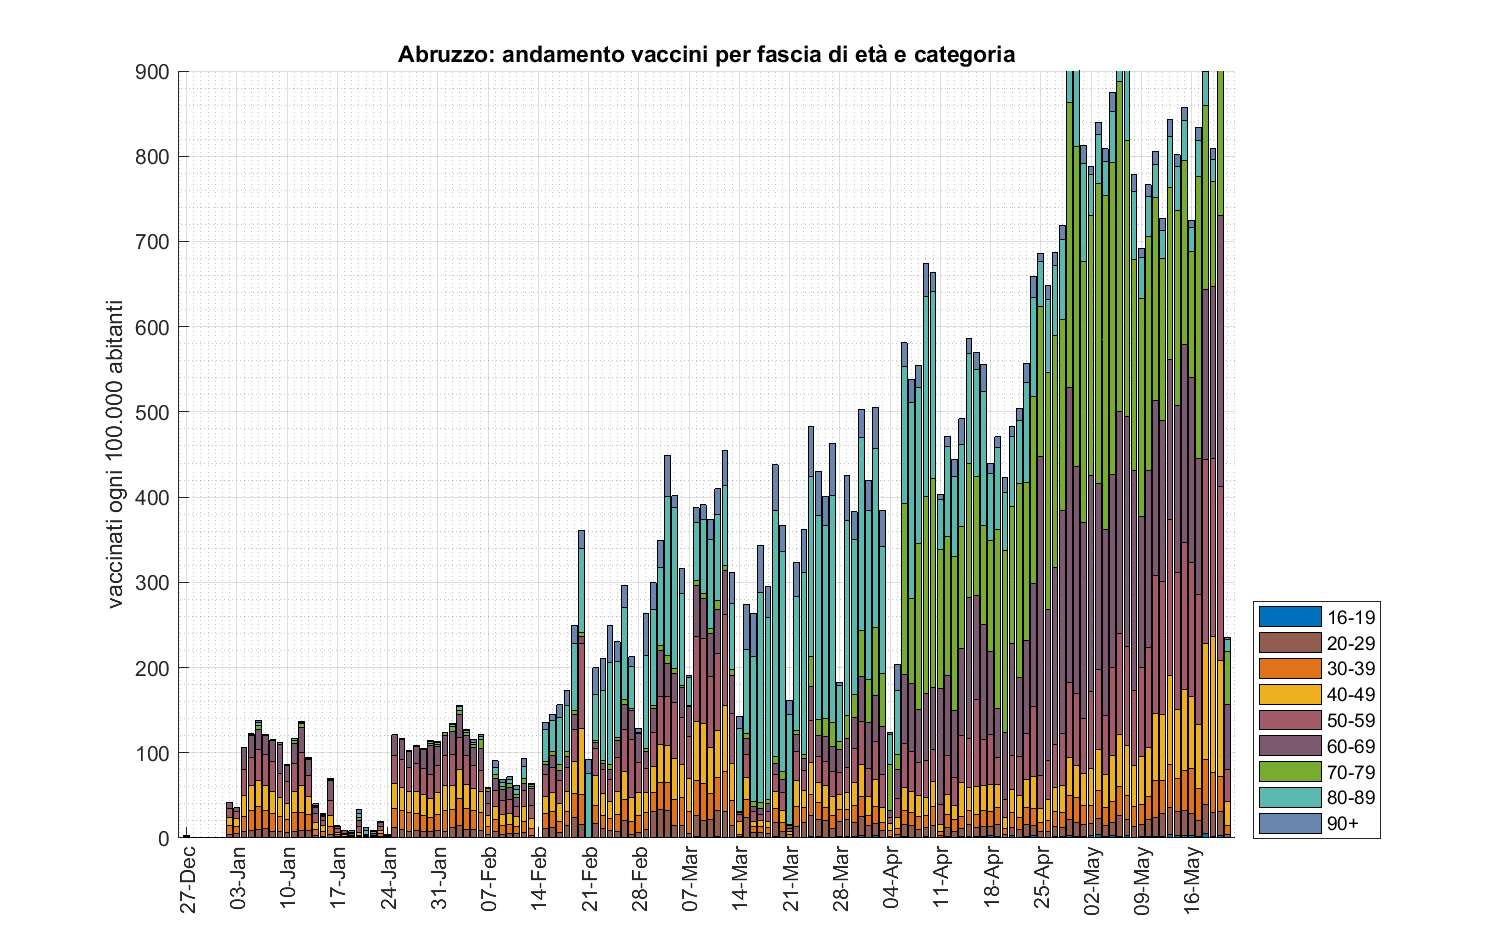 Abruzzo: andamento vaccini per fascia di età e categoria
vaccinati ogni 100.000 abitanti
900
800
700
600
500
400
300
200
100
0
27-Dec
03-Jan
10-Jan
17-Jan
24-Jan
31-Jan
07-Feb
14-Feb
21-Feb
28-Feb
07-Mar
14-Mar
21-Mar
28-Mar
04-Apr
11-Apr
18-Apr
25-Apr
02-May
09-May
16-May
16-19
20-29
30-39
40-49
50-59
60-69
70-79
80-89
90+